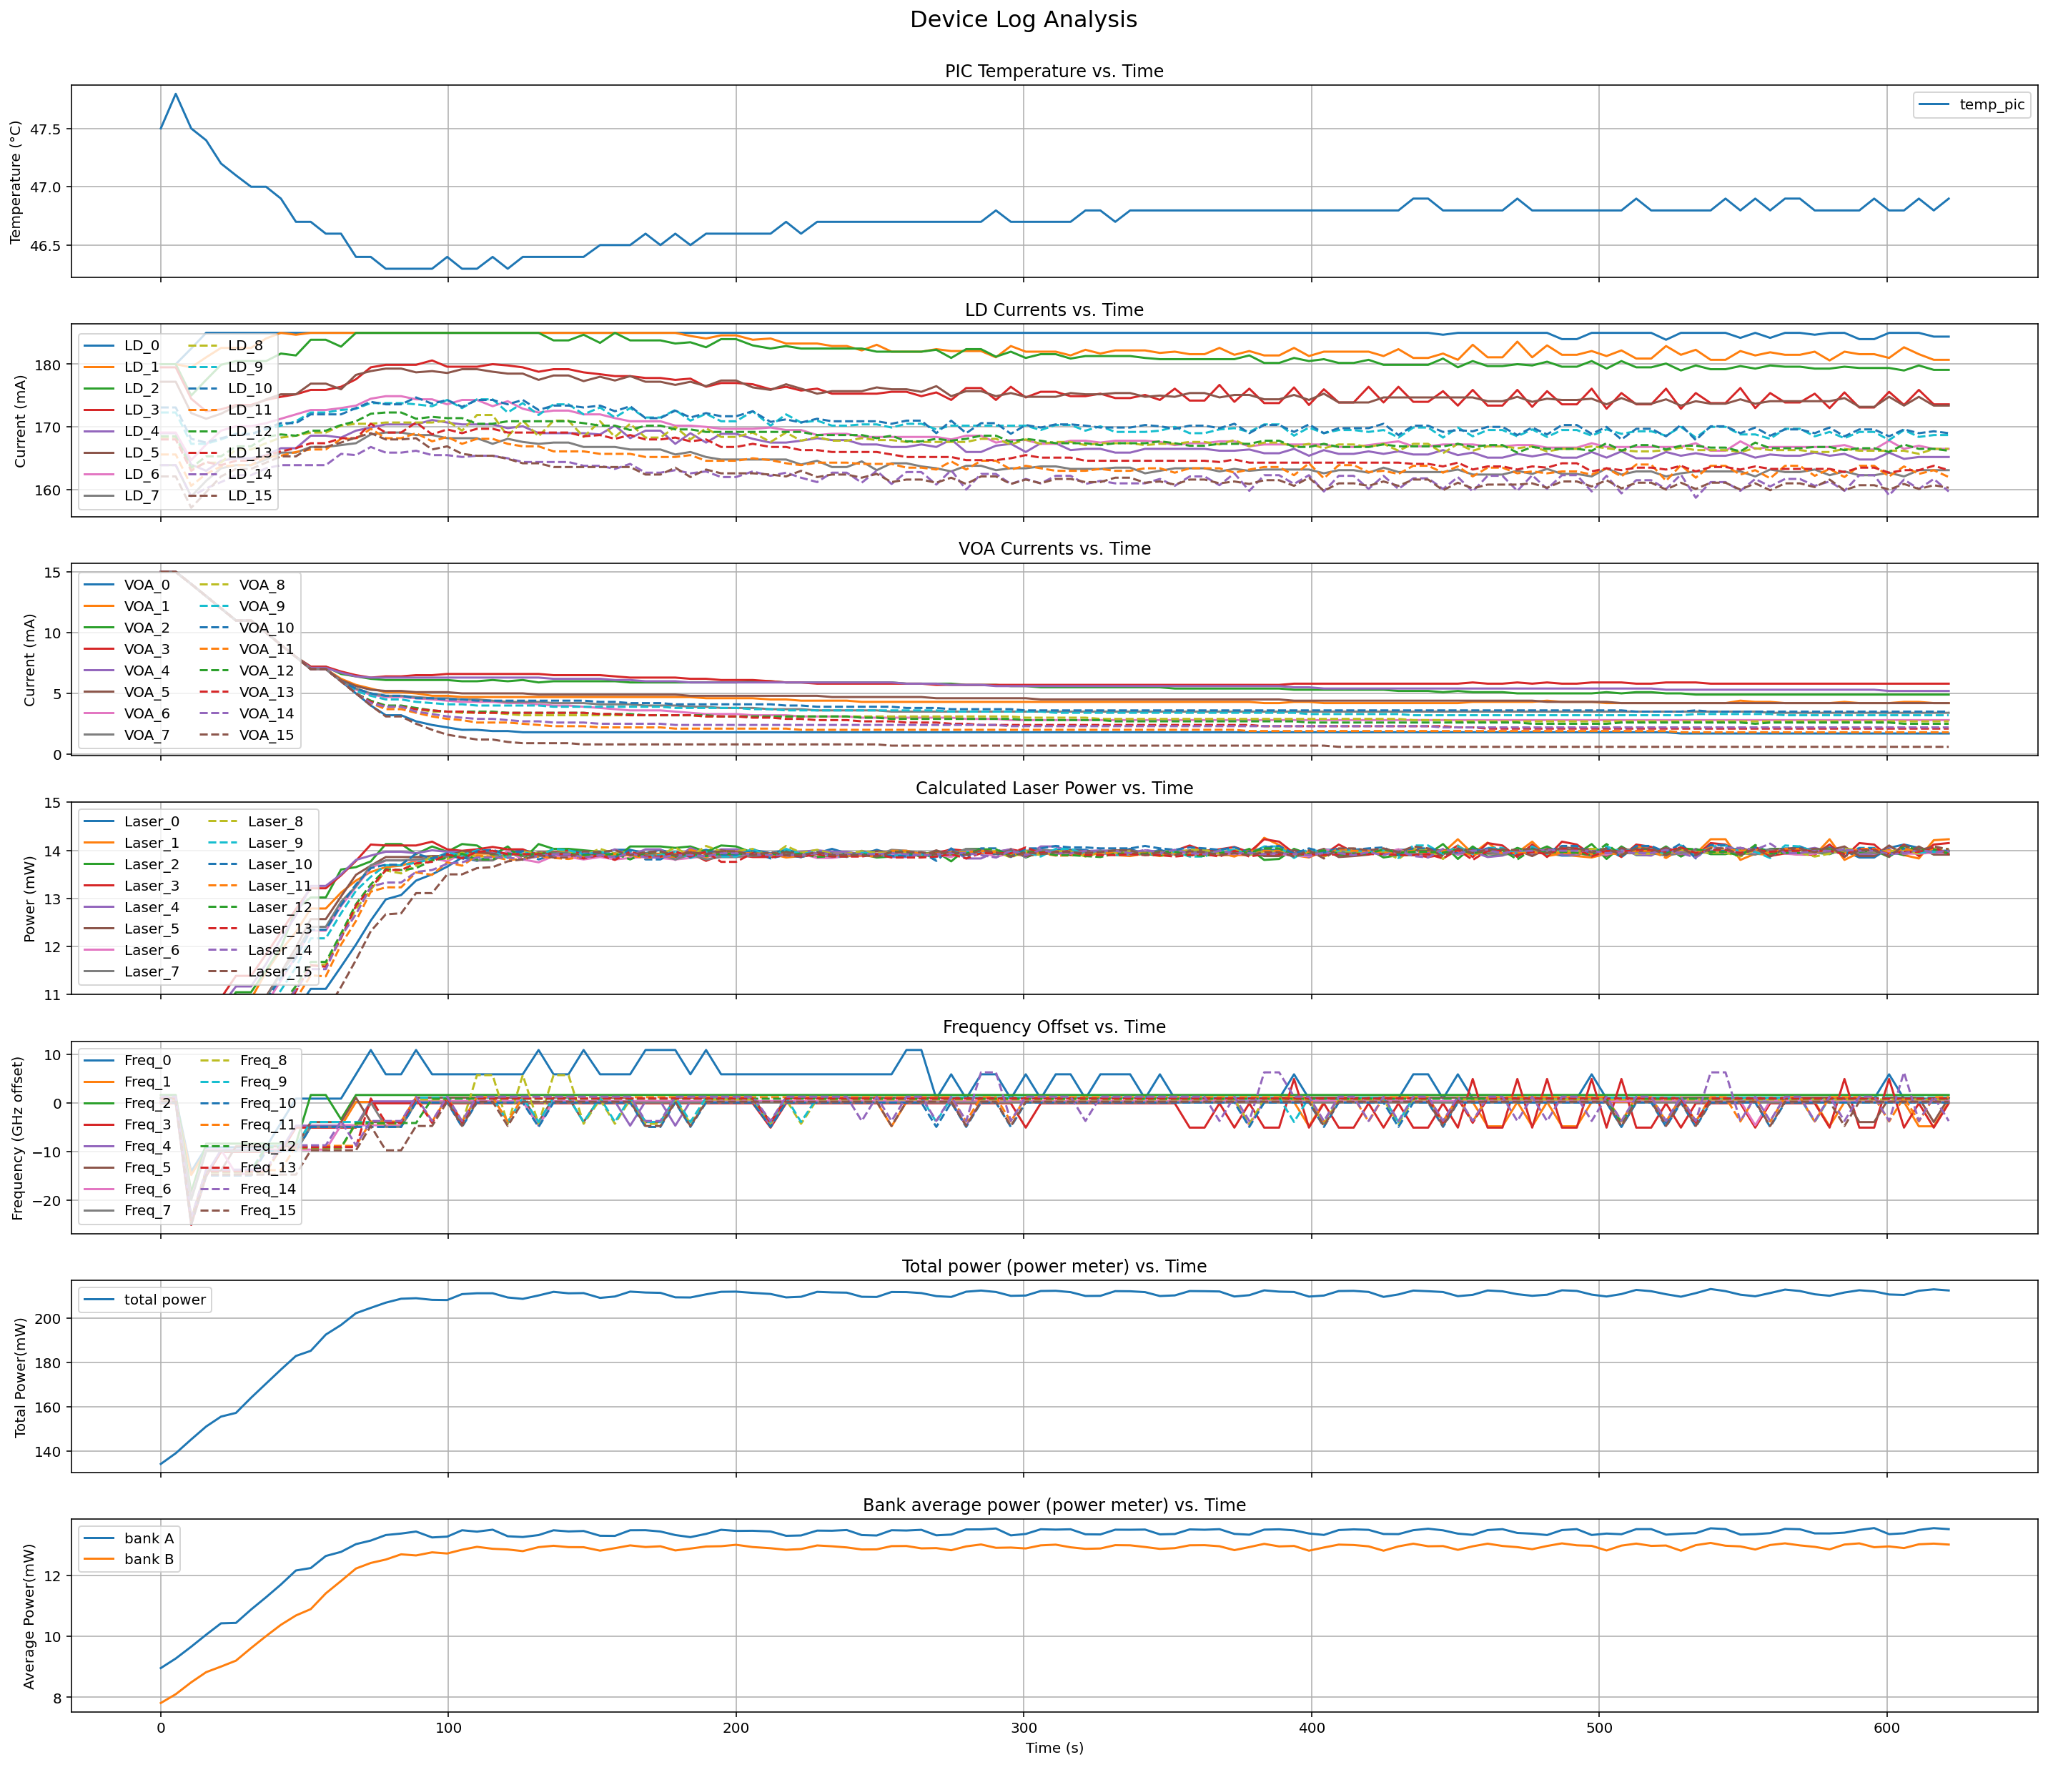 Device Log Analysis
PIC Temperature vs. Time
Temperature (°C)
47.5
47.0
46.5
temp_pic
LD Currents vs. Time
Current (mA)
180
170
160
LD_0 LD_8
LD_1 LD_9
LD_2 LD_10
LD_3 LD_11
LD_4 LD_12
LD_5 LD_13
LD_6 LD_14
LD_7 LD_15
VOA Currents vs. Time
Current (mA)
15
10
5
0
VOA_0 VOA_8
VOA_1 VOA_9
VOA_2 VOA_10
VOA_3 VOA_11
VOA_4 VOA_12
VOA_5 VOA_13
VOA_6 VOA_14
VOA_7 VOA_15
Calculated Laser Power vs. Time
Power (mW)
15
14
13
12
11
Laser_0 Laser_8
Laser_1 Laser_9
Laser_2 Laser_10
Laser_3 Laser_11
Laser_4 Laser_12
Laser_5 Laser_13
Laser_6 Laser_14
Laser_7 Laser_15
Frequency Offset vs. Time
Frequency (GHz offset)
10
0
−10
−20
Freq_0 Freq_8
Freq_1 Freq_9
Freq_2 Freq_10
Freq_3 Freq_11
Freq_4 Freq_12
Freq_5 Freq_13
Freq_6 Freq_14
Freq_7 Freq_15
Total power (power meter) vs. Time
Total Power(mW)
200
180
160
140
total power
Bank average power (power meter) vs. Time
Average Power(mW)
12
10
8
bank A
bank B
0 100 200 300 400 500 600
Time (s)